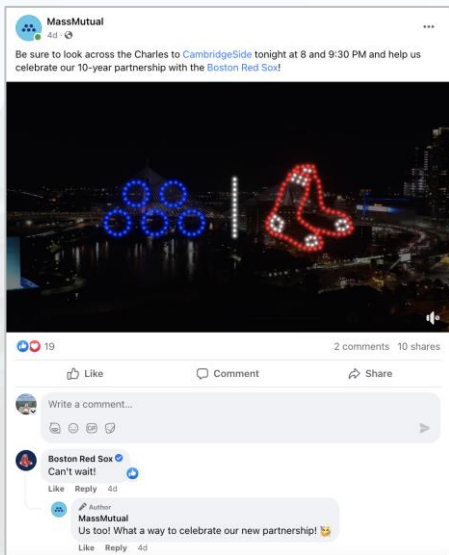 MassMutual
4d ·
Be sure to look across the Charles to CambridgeSide tonight at 8 and 9:30 PM and help us
celebrate our 10-year partnership with the Boston Red Sox!
19
2 comments 10 shares
Like Comment Share
Write a comment...
GIF
Boston Red Sox
Can't wait!
Like Reply 4d
Author
MassMutual
Us too! What a way to celebrate our new partnership! 🥰
Like Reply 4d